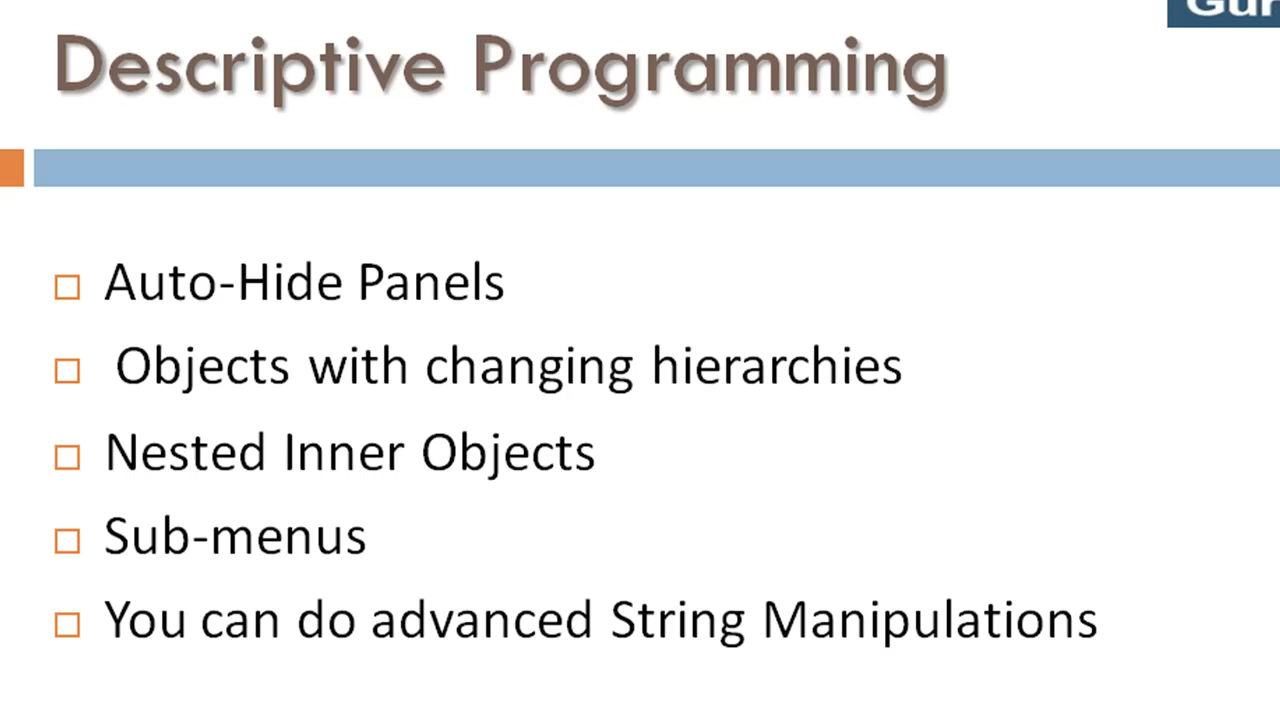 Descriptive Programming
Auto-Hide Panels
Objects with changing hierarchies
Nested Inner Objects
Sub-menus
You can do advanced String Manipulations